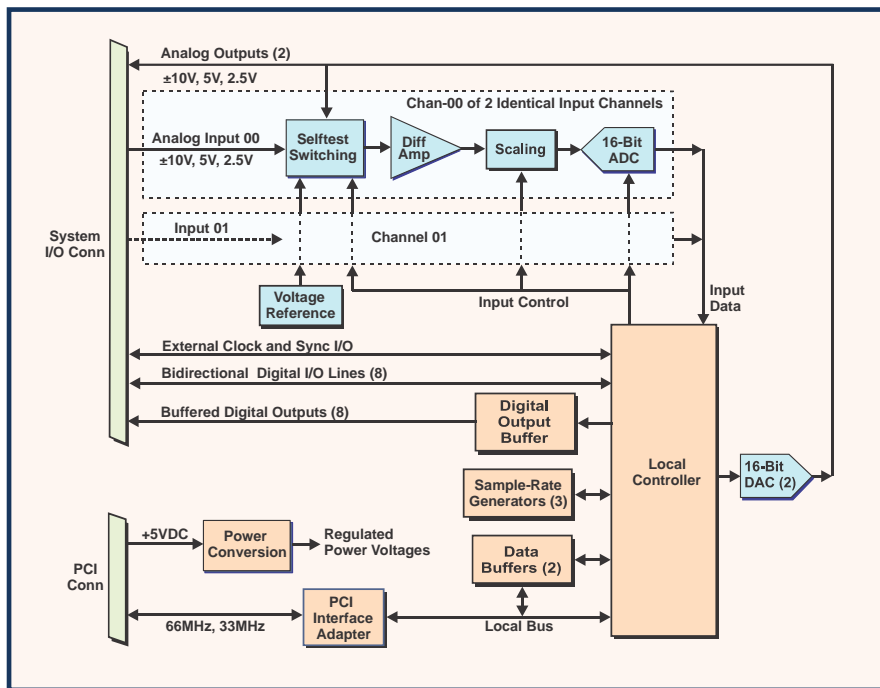 Analog Outputs (2)
±10V, 5V, 2.5V
Chan-00 of 2 Identical Input Channels
Analog Input 00
±10V, 5V, 2.5V
Selftest
Switching
Diff
Amp
Scaling
16-Bit
ADC
System
I/O Conn
Input 01
Channel 01
Voltage
Reference
Input Control
Input
Data
External Clock and Sync I/O
Bidirectional Digital I/O Lines (8)
Buffered Digital Outputs (8)
Digital
Output
Buffer
Local
Controller
16-Bit
DAC (2)
Sample-Rate
Generators (3)
+5VDC
Power
Conversion
Regulated
Power Voltages
Data
Buffers (2)
PCI
Conn
66MHz, 33MHz
PCI
Interface
Adapter
Local Bus